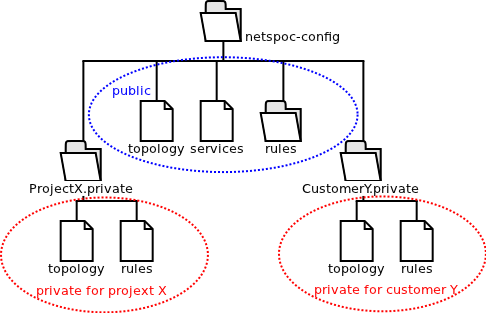 netspoc-config
public
topology services rules
ProjectX.private CustomerY.private
topology rules topology rules
private for projext X private for customer Y